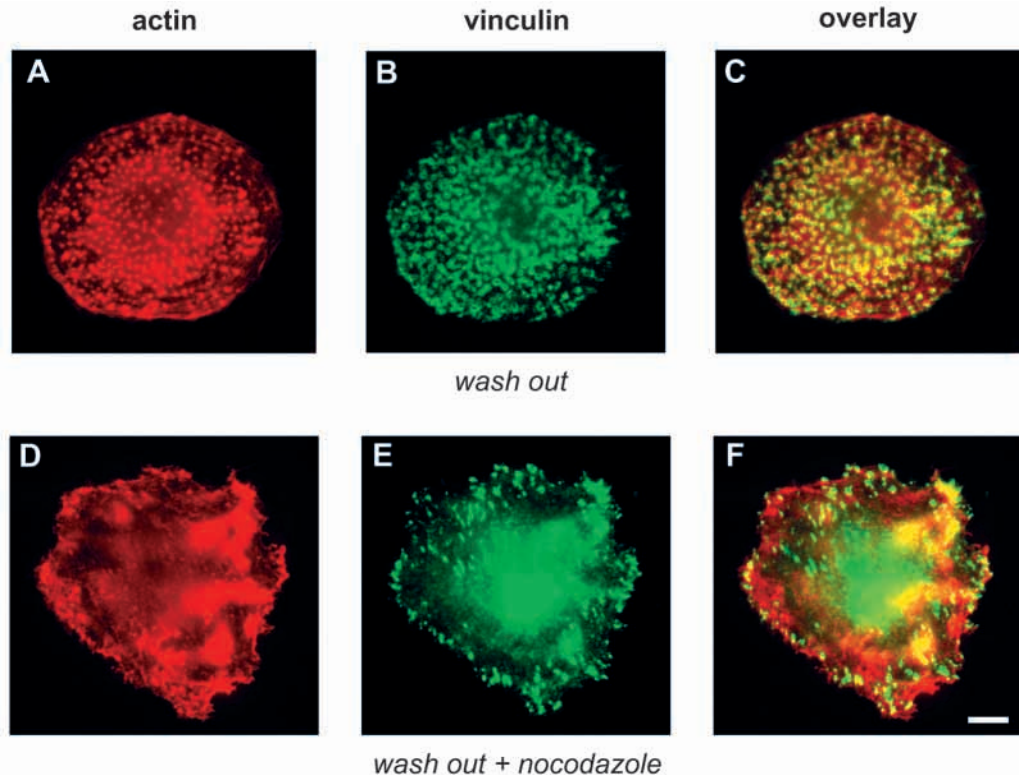 actin vinculin overlay
A B C
wash out
D E F
wash out + nocodazole